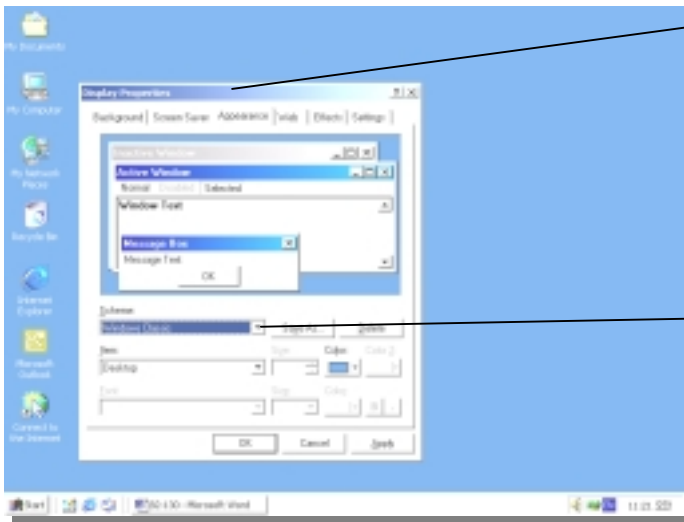 My Documents
My Computer
My Network
Places
Recycle Bin
Internet
Explorer
Microsoft
Outlook
Connect to
the Internet
Display Properties
Background Screen Saver Appearance Web Effects Settings
Inactive Window
Active Window
Normal Disabled Selected
Window Text
Message Box
Message Text
OK
Scheme:
Windows Classic
Save As... Delete
Item: Size: Color: Color 2:
Desktop
Font: Size: Color:
OK Cancel Apply
Start
- Microsoft Word